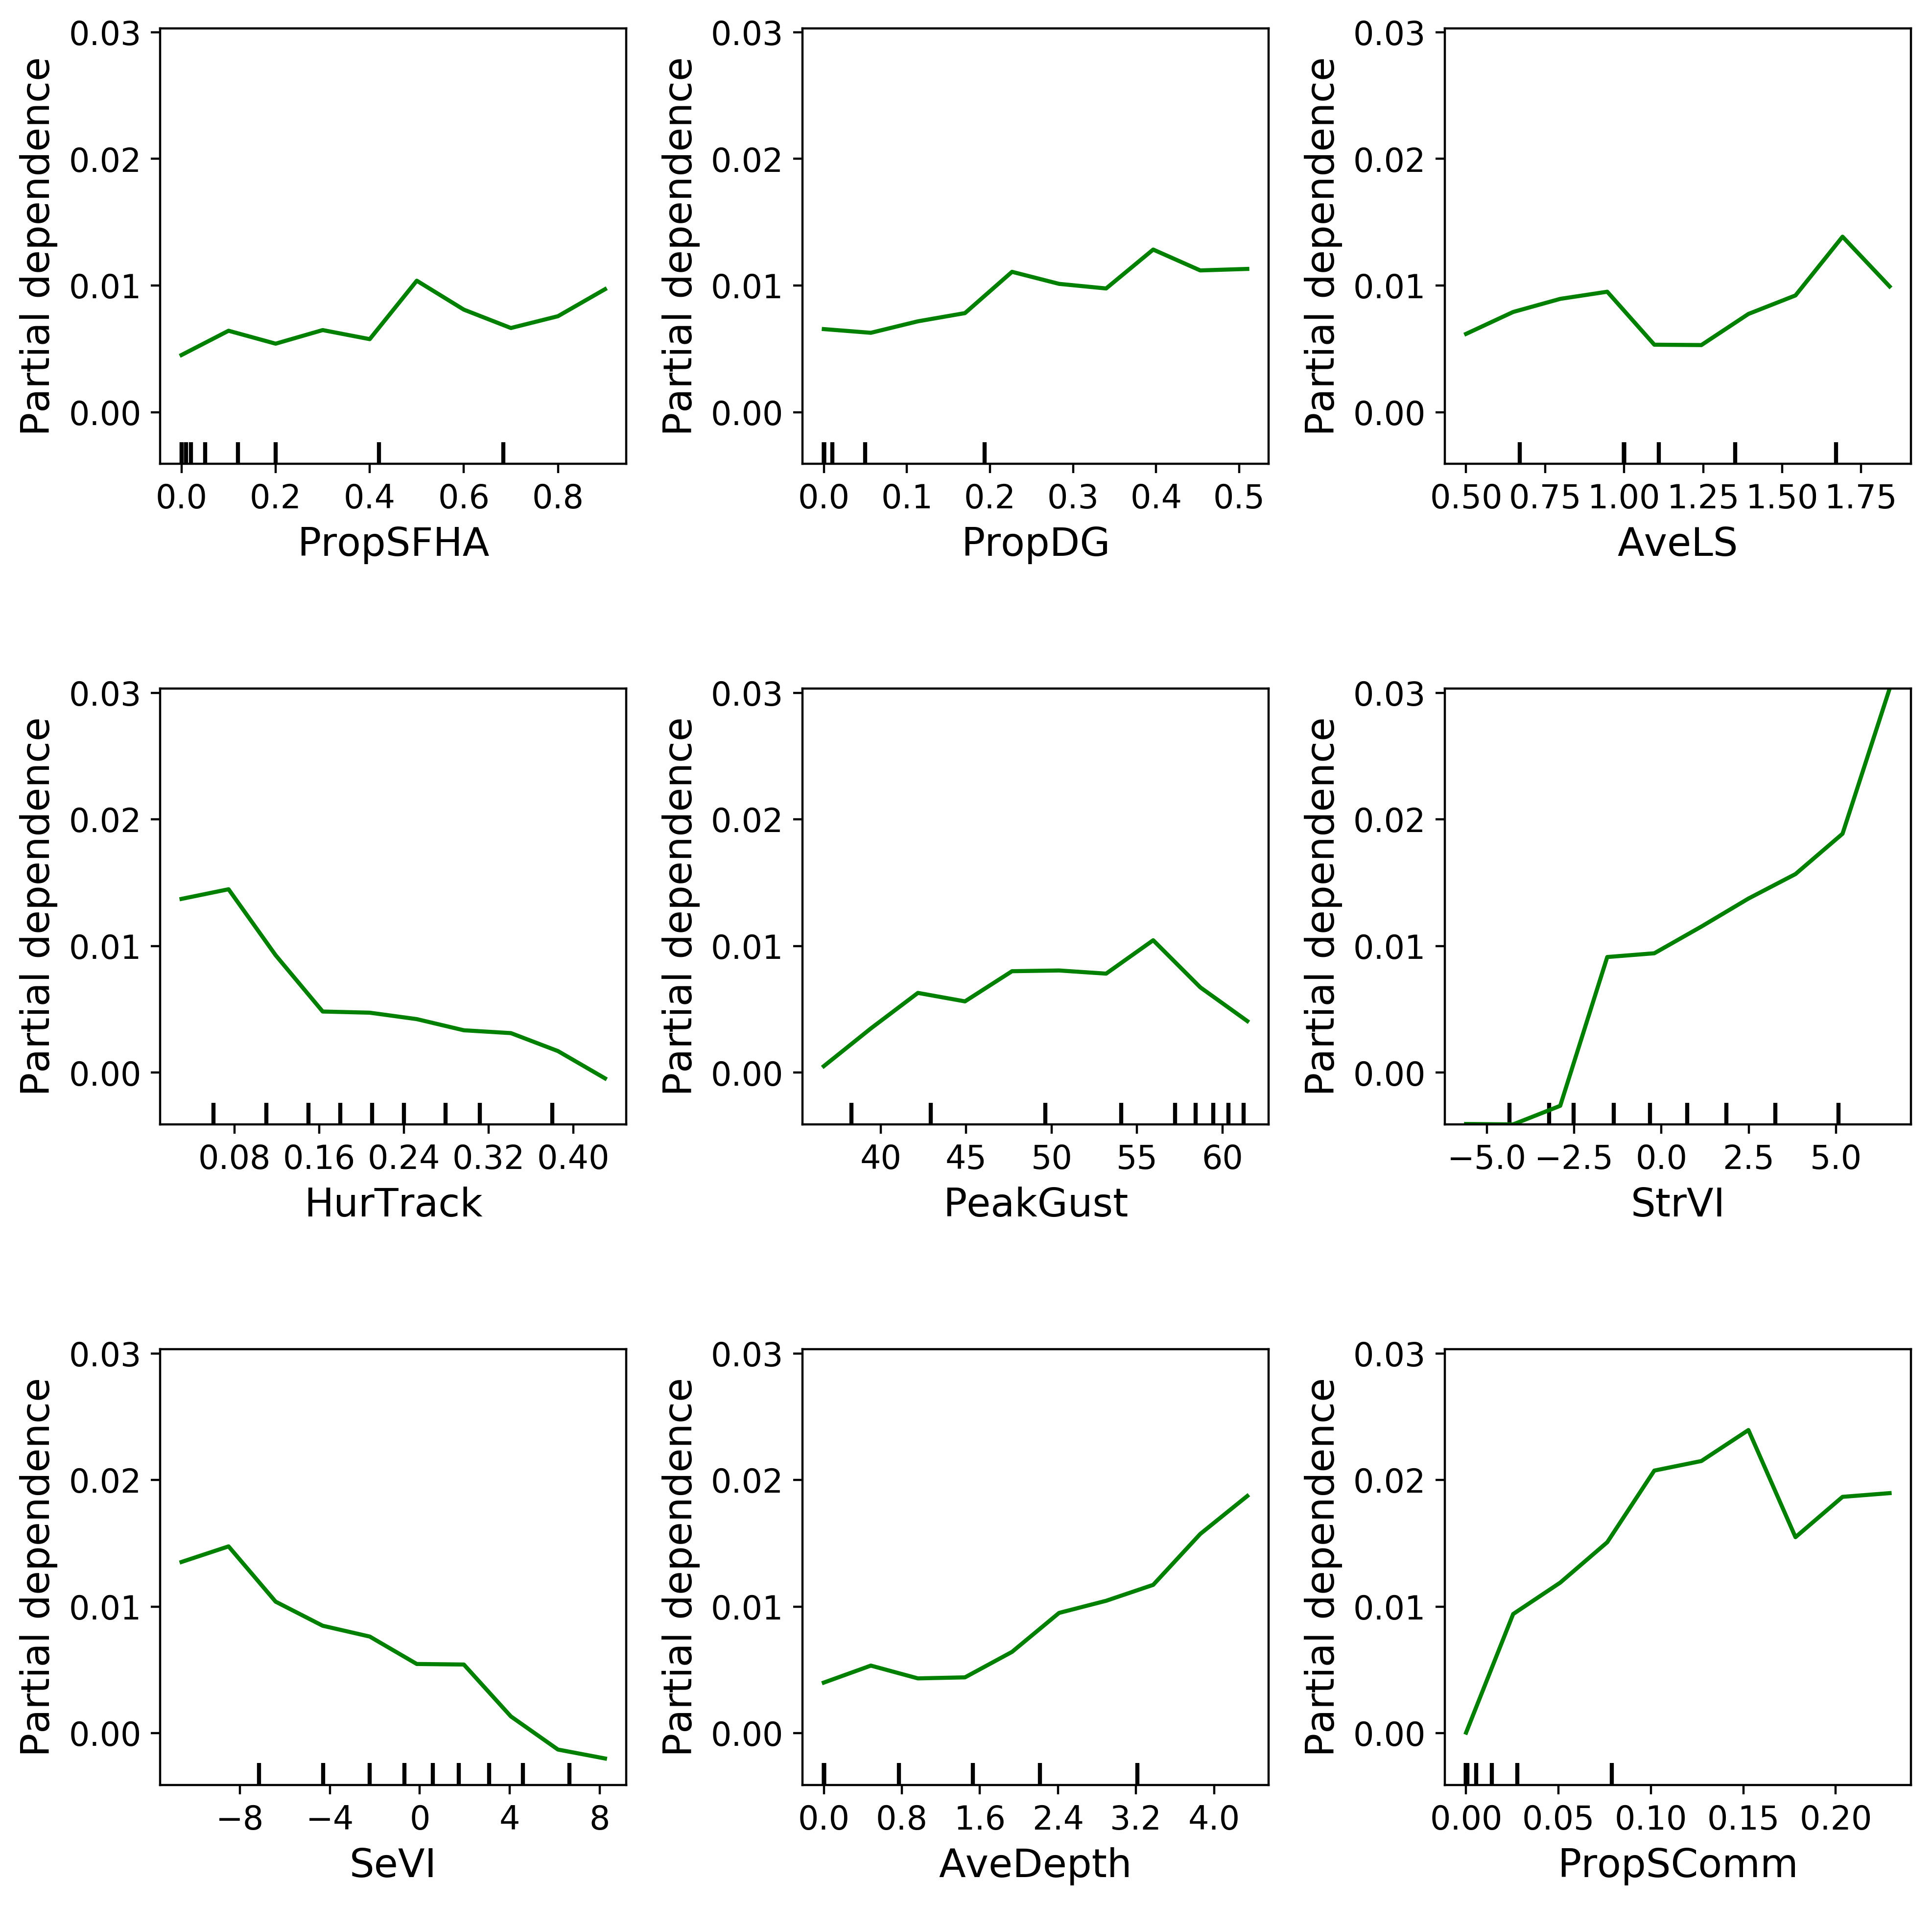 0.03 0.03 0.03
0.02 0.02 0.02
0.01 0.01 0.01
0.00 0.00 0.00
Partial dependence Partial dependence Partial dependence
0.0 0.2 0.4 0.6 0.8 0.0 0.1 0.2 0.3 0.4 0.5 0.50 0.75 1.00 1.25 1.50 1.75
PropSFHA PropDG AveLS
0.03 0.03 0.03
0.02 0.02 0.02
0.01 0.01 0.01
0.00 0.00 0.00
Partial dependence Partial dependence Partial dependence
0.08 0.16 0.24 0.32 0.40 40 45 50 55 60 −5.0 −2.5 0.0 2.5 5.0
HurTrack PeakGust StrVI
0.03 0.03 0.03
0.02 0.02 0.02
0.01 0.01 0.01
0.00 0.00 0.00
Partial dependence Partial dependence Partial dependence
−8 −4 0 4 8 0.0 0.8 1.6 2.4 3.2 4.0 0.00 0.05 0.10 0.15 0.20
SeVI AveDepth PropSComm